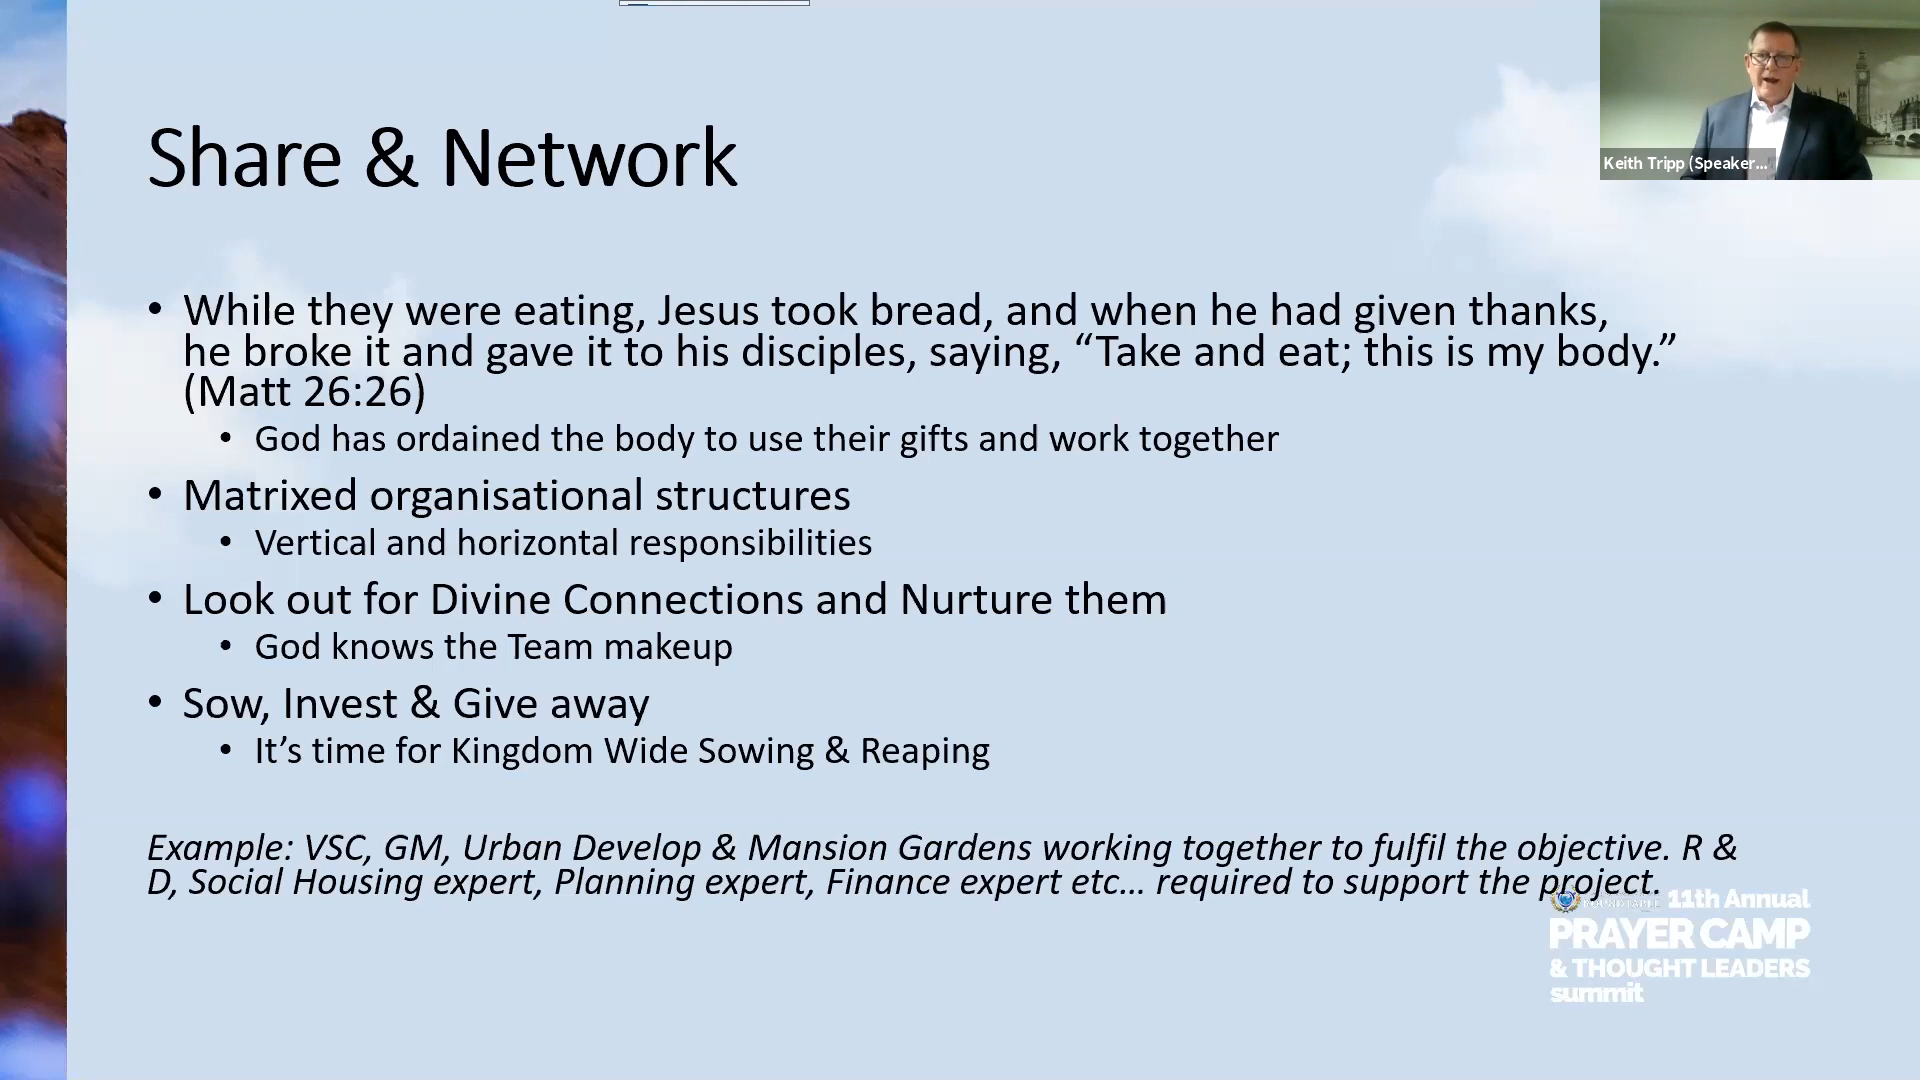 Share & Network
Keith Tripp (Speaker...
• While they were eating, Jesus took bread, and when he had given thanks,
he broke it and gave it to his disciples, saying, “Take and eat; this is my body.”
(Matt 26:26)
• God has ordained the body to use their gifts and work together
• Matrixed organisational structures
• Vertical and horizontal responsibilities
• Look out for Divine Connections and Nurture them
• God knows the Team makeup
• Sow, Invest & Give away
• It’s time for Kingdom Wide Sowing & Reaping
Example: VSC, GM, Urban Develop & Mansion Gardens working together to fulfil the objective. R &
D, Social Housing expert, Planning expert, Finance expert etc... required to support the project.
11th Annual
PRAYER CAMP
& THOUGHT LEADERS
summit